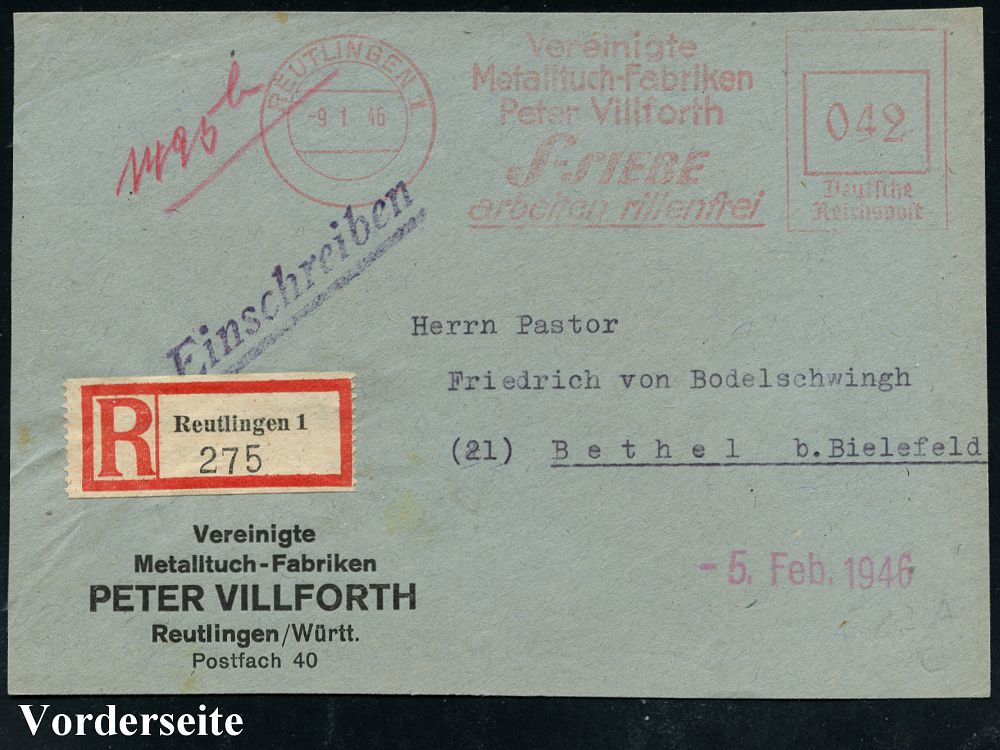 1495 b
REUTLINGEN 1
-9 1 46
Vereinigte
Metalltuch-Fabriken
Peter Villforth
SIEBE
arbeiten rillenfrei
042
Deutsche
Reichspost
Einschreiben
Herrn Pastor
Friedrich von Bodelschwingh
(21) Bethel b.Bielefeld
R
Reutlingen 1
275
Vereinigte
Metalltuch-Fabriken
PETER VILLFORTH
Reutlingen/Württ.
Postfach 40
- 5. Feb. 1946
Vorderseite